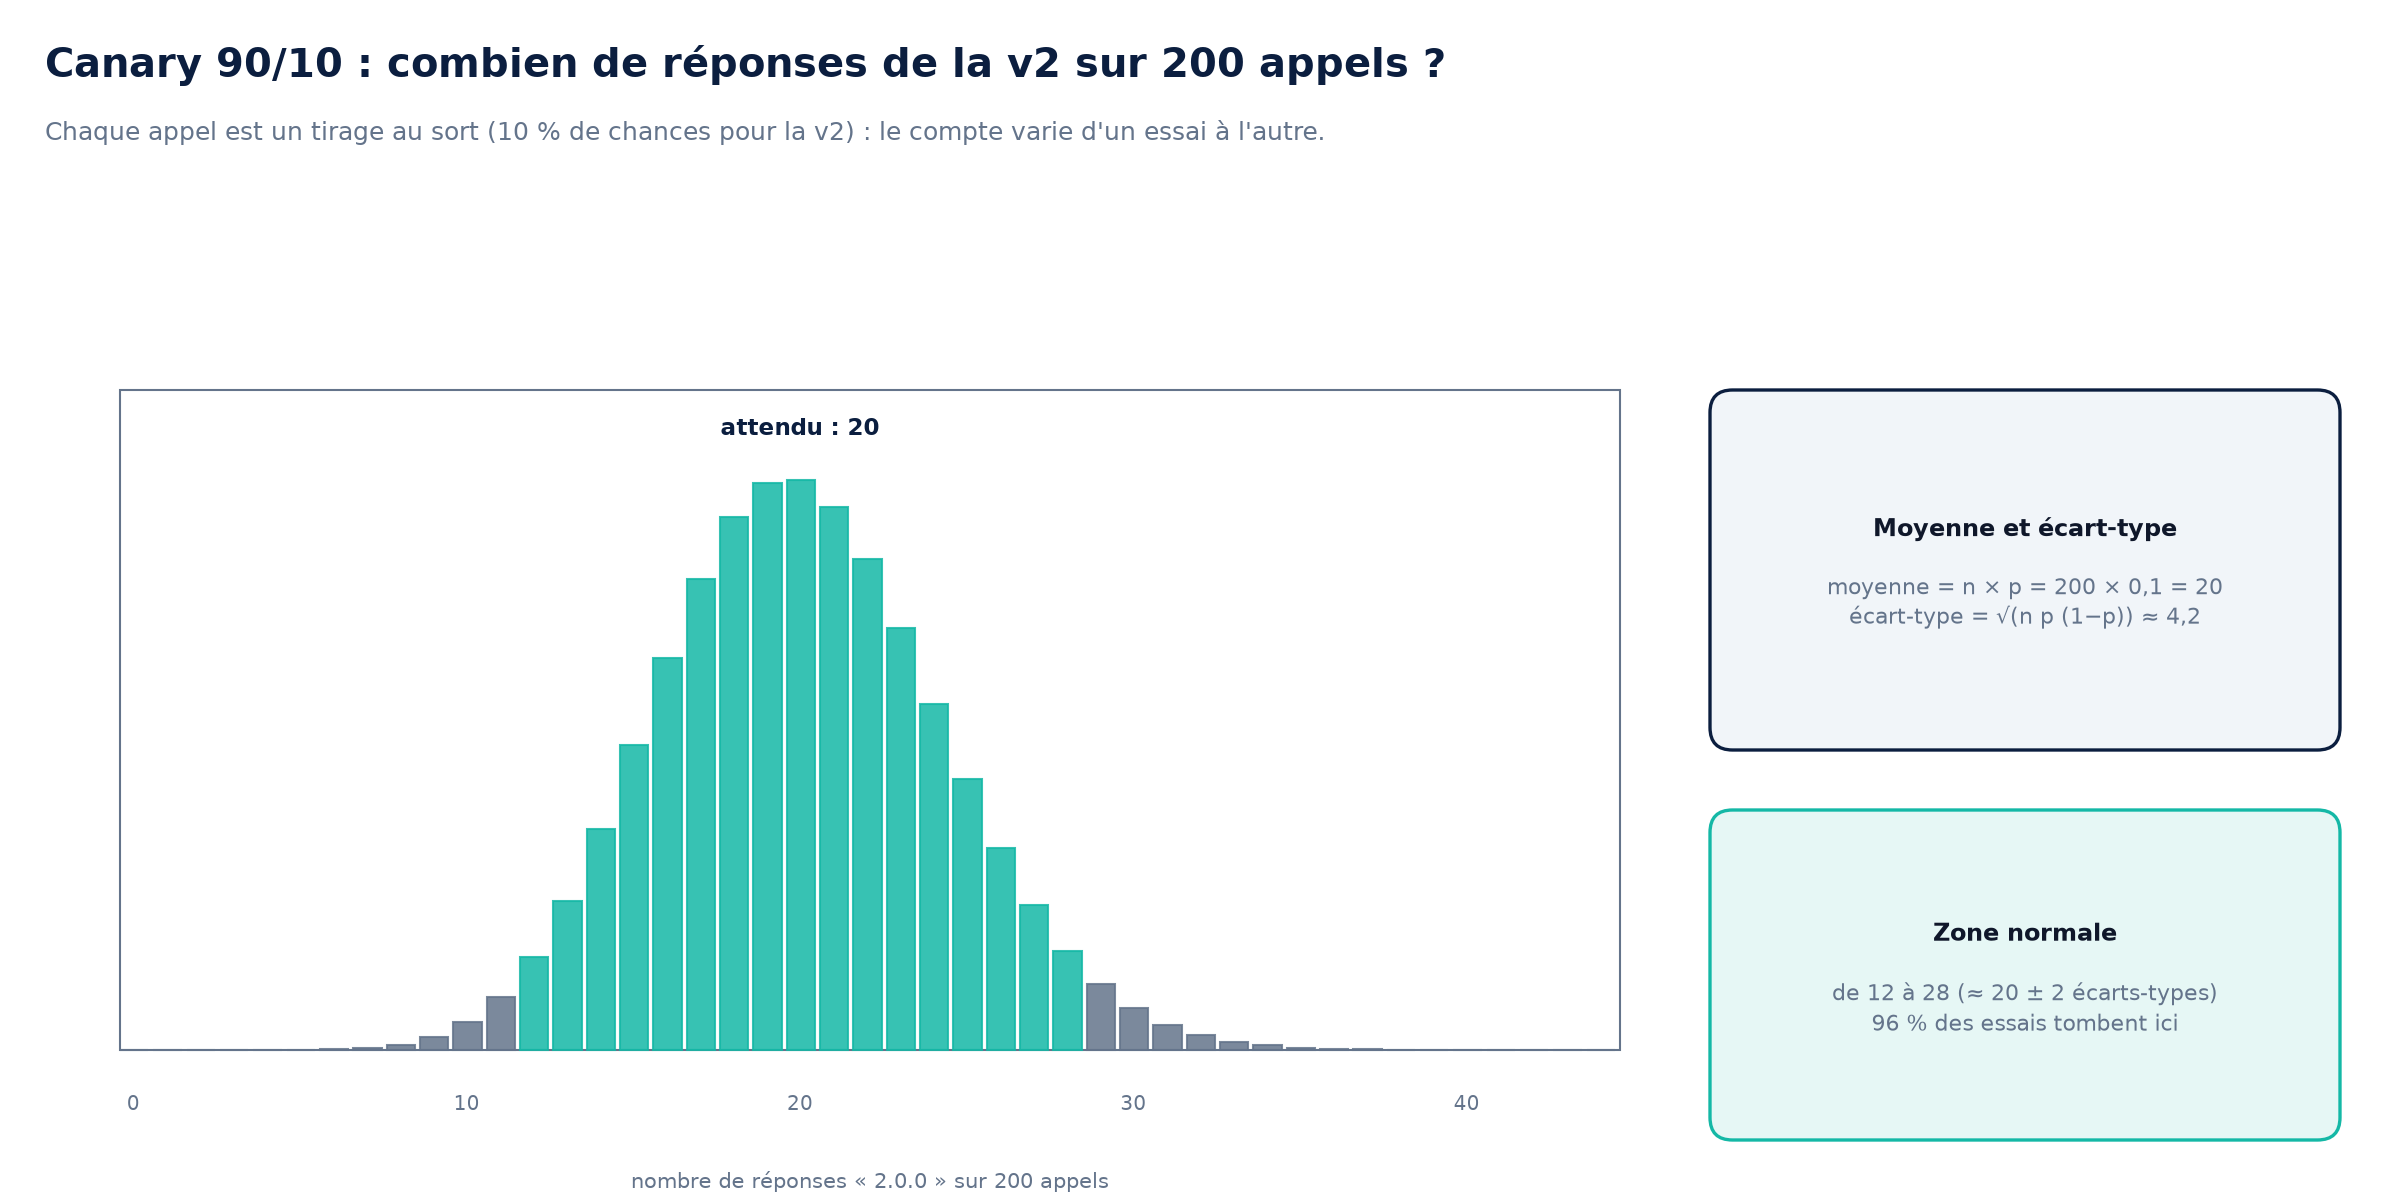 Canary 90/10 : combien de réponses de la v2 sur 200 appels ?
Chaque appel est un tirage au sort (10 % de chances pour la v2) : le compte varie d'un essai à l'autre.
attendu : 20
0
10
20
30
40
nombre de réponses « 2.0.0 » sur 200 appels
Moyenne et écart-type
moyenne = n × p = 200 × 0,1 = 20
écart-type = √(n p (1−p)) ≈ 4,2
Zone normale
de 12 à 28 (≈ 20 ± 2 écarts-types)
96 % des essais tombent ici